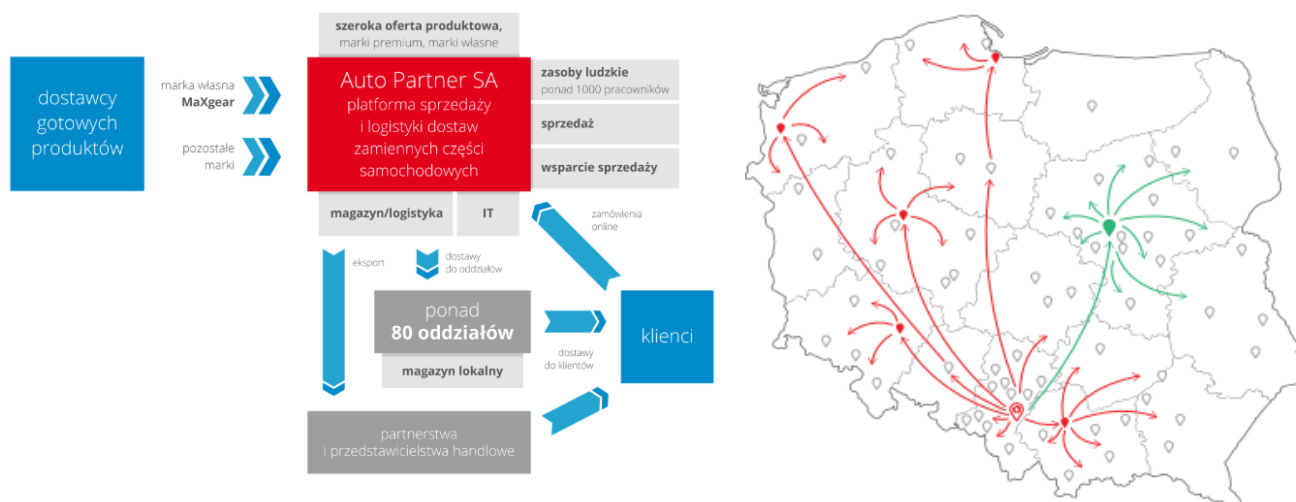 szeroka oferta produktowa,
marki premium, marki własne
dostawcy
gotowych
produktów
marka własna
MaXgear
pozostałe
marki
Auto Partner SA
platforma sprzedaży
i logistyki dostaw
zamiennych części
samochodowych
zasoby ludzkie
ponad 1000 pracowników
sprzedaż
wsparcie sprzedaży
magazyn/logistyka
IT
zamówienia
online
eksport
dostawy
do oddziałów
ponad
80 oddziałów
magazyn lokalny
dostawy
do klientów
klienci
partnerstwa
i przedstawicielstwa handlowe